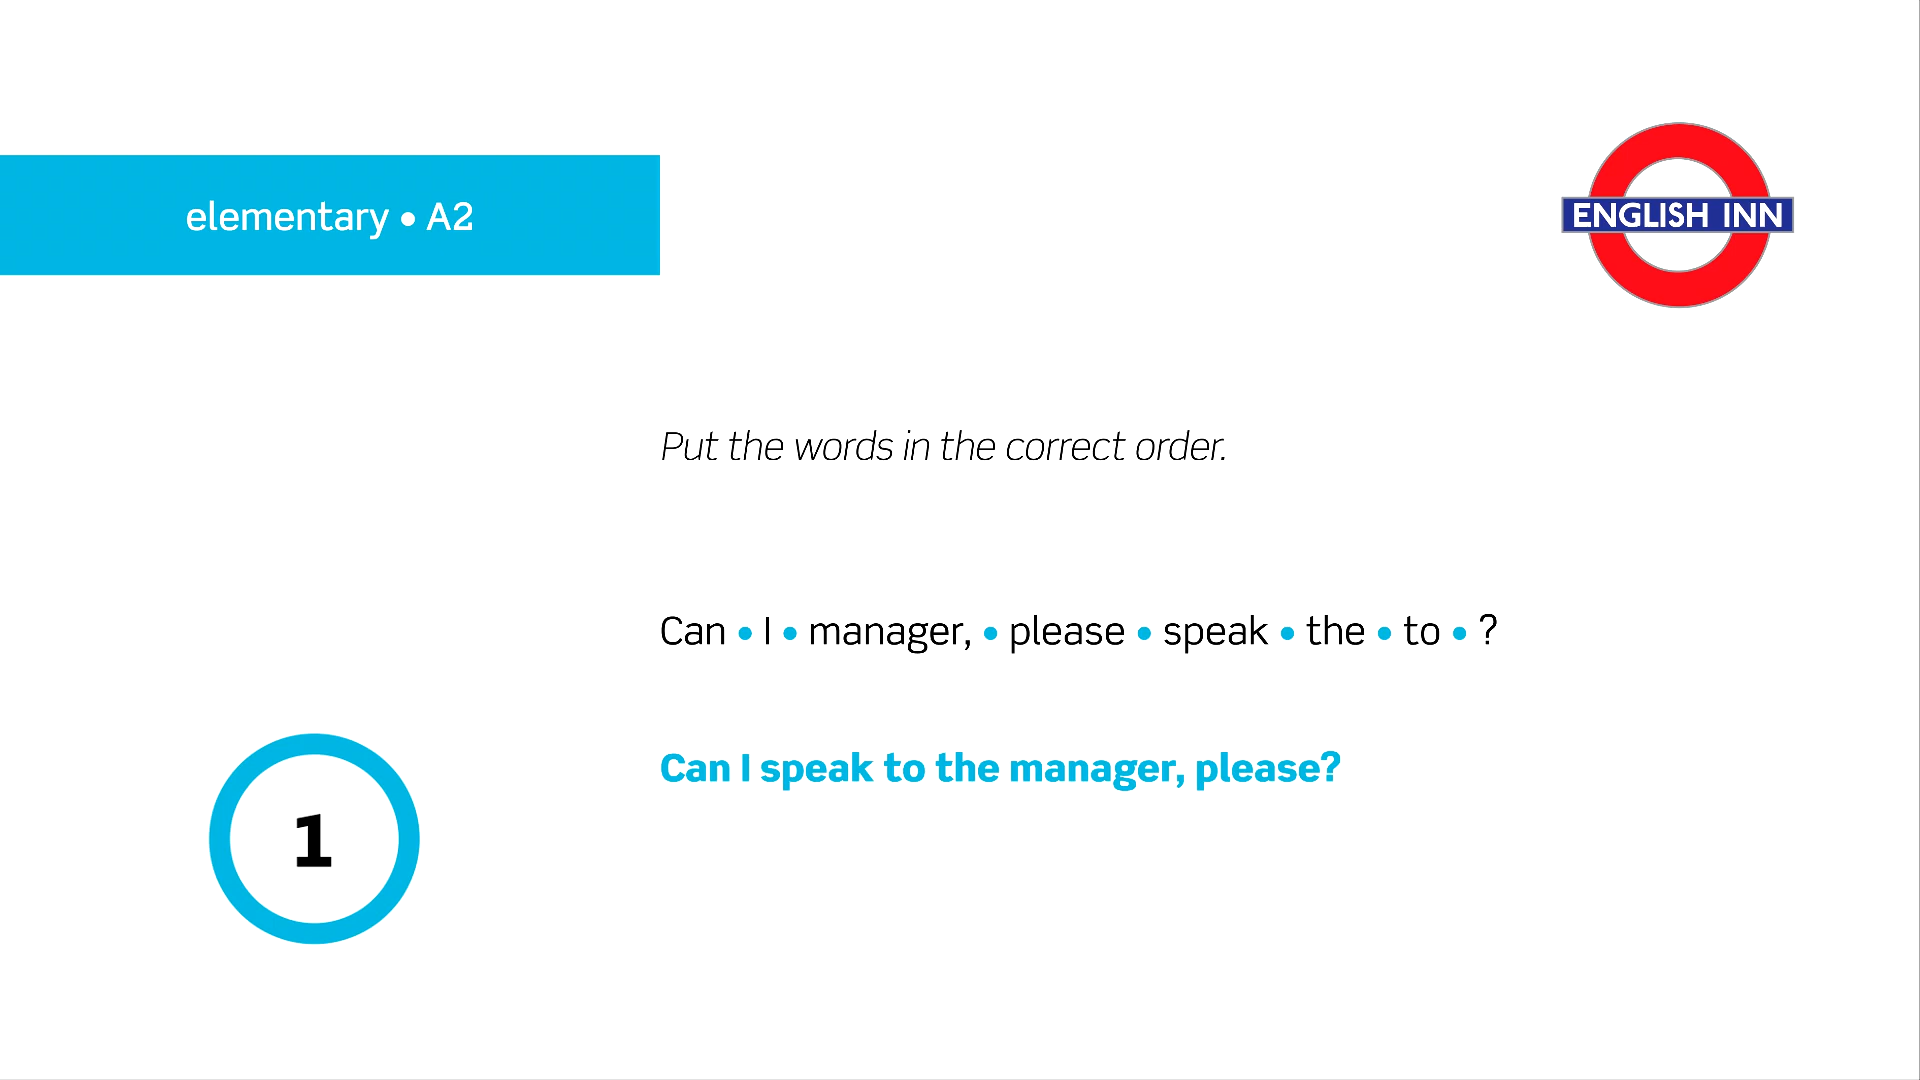 elementary • A2
ENGLISH INN
Put the words in the correct order.
Can • I • manager, • please • speak • the • to • ?
Can I speak to the manager, please?
1